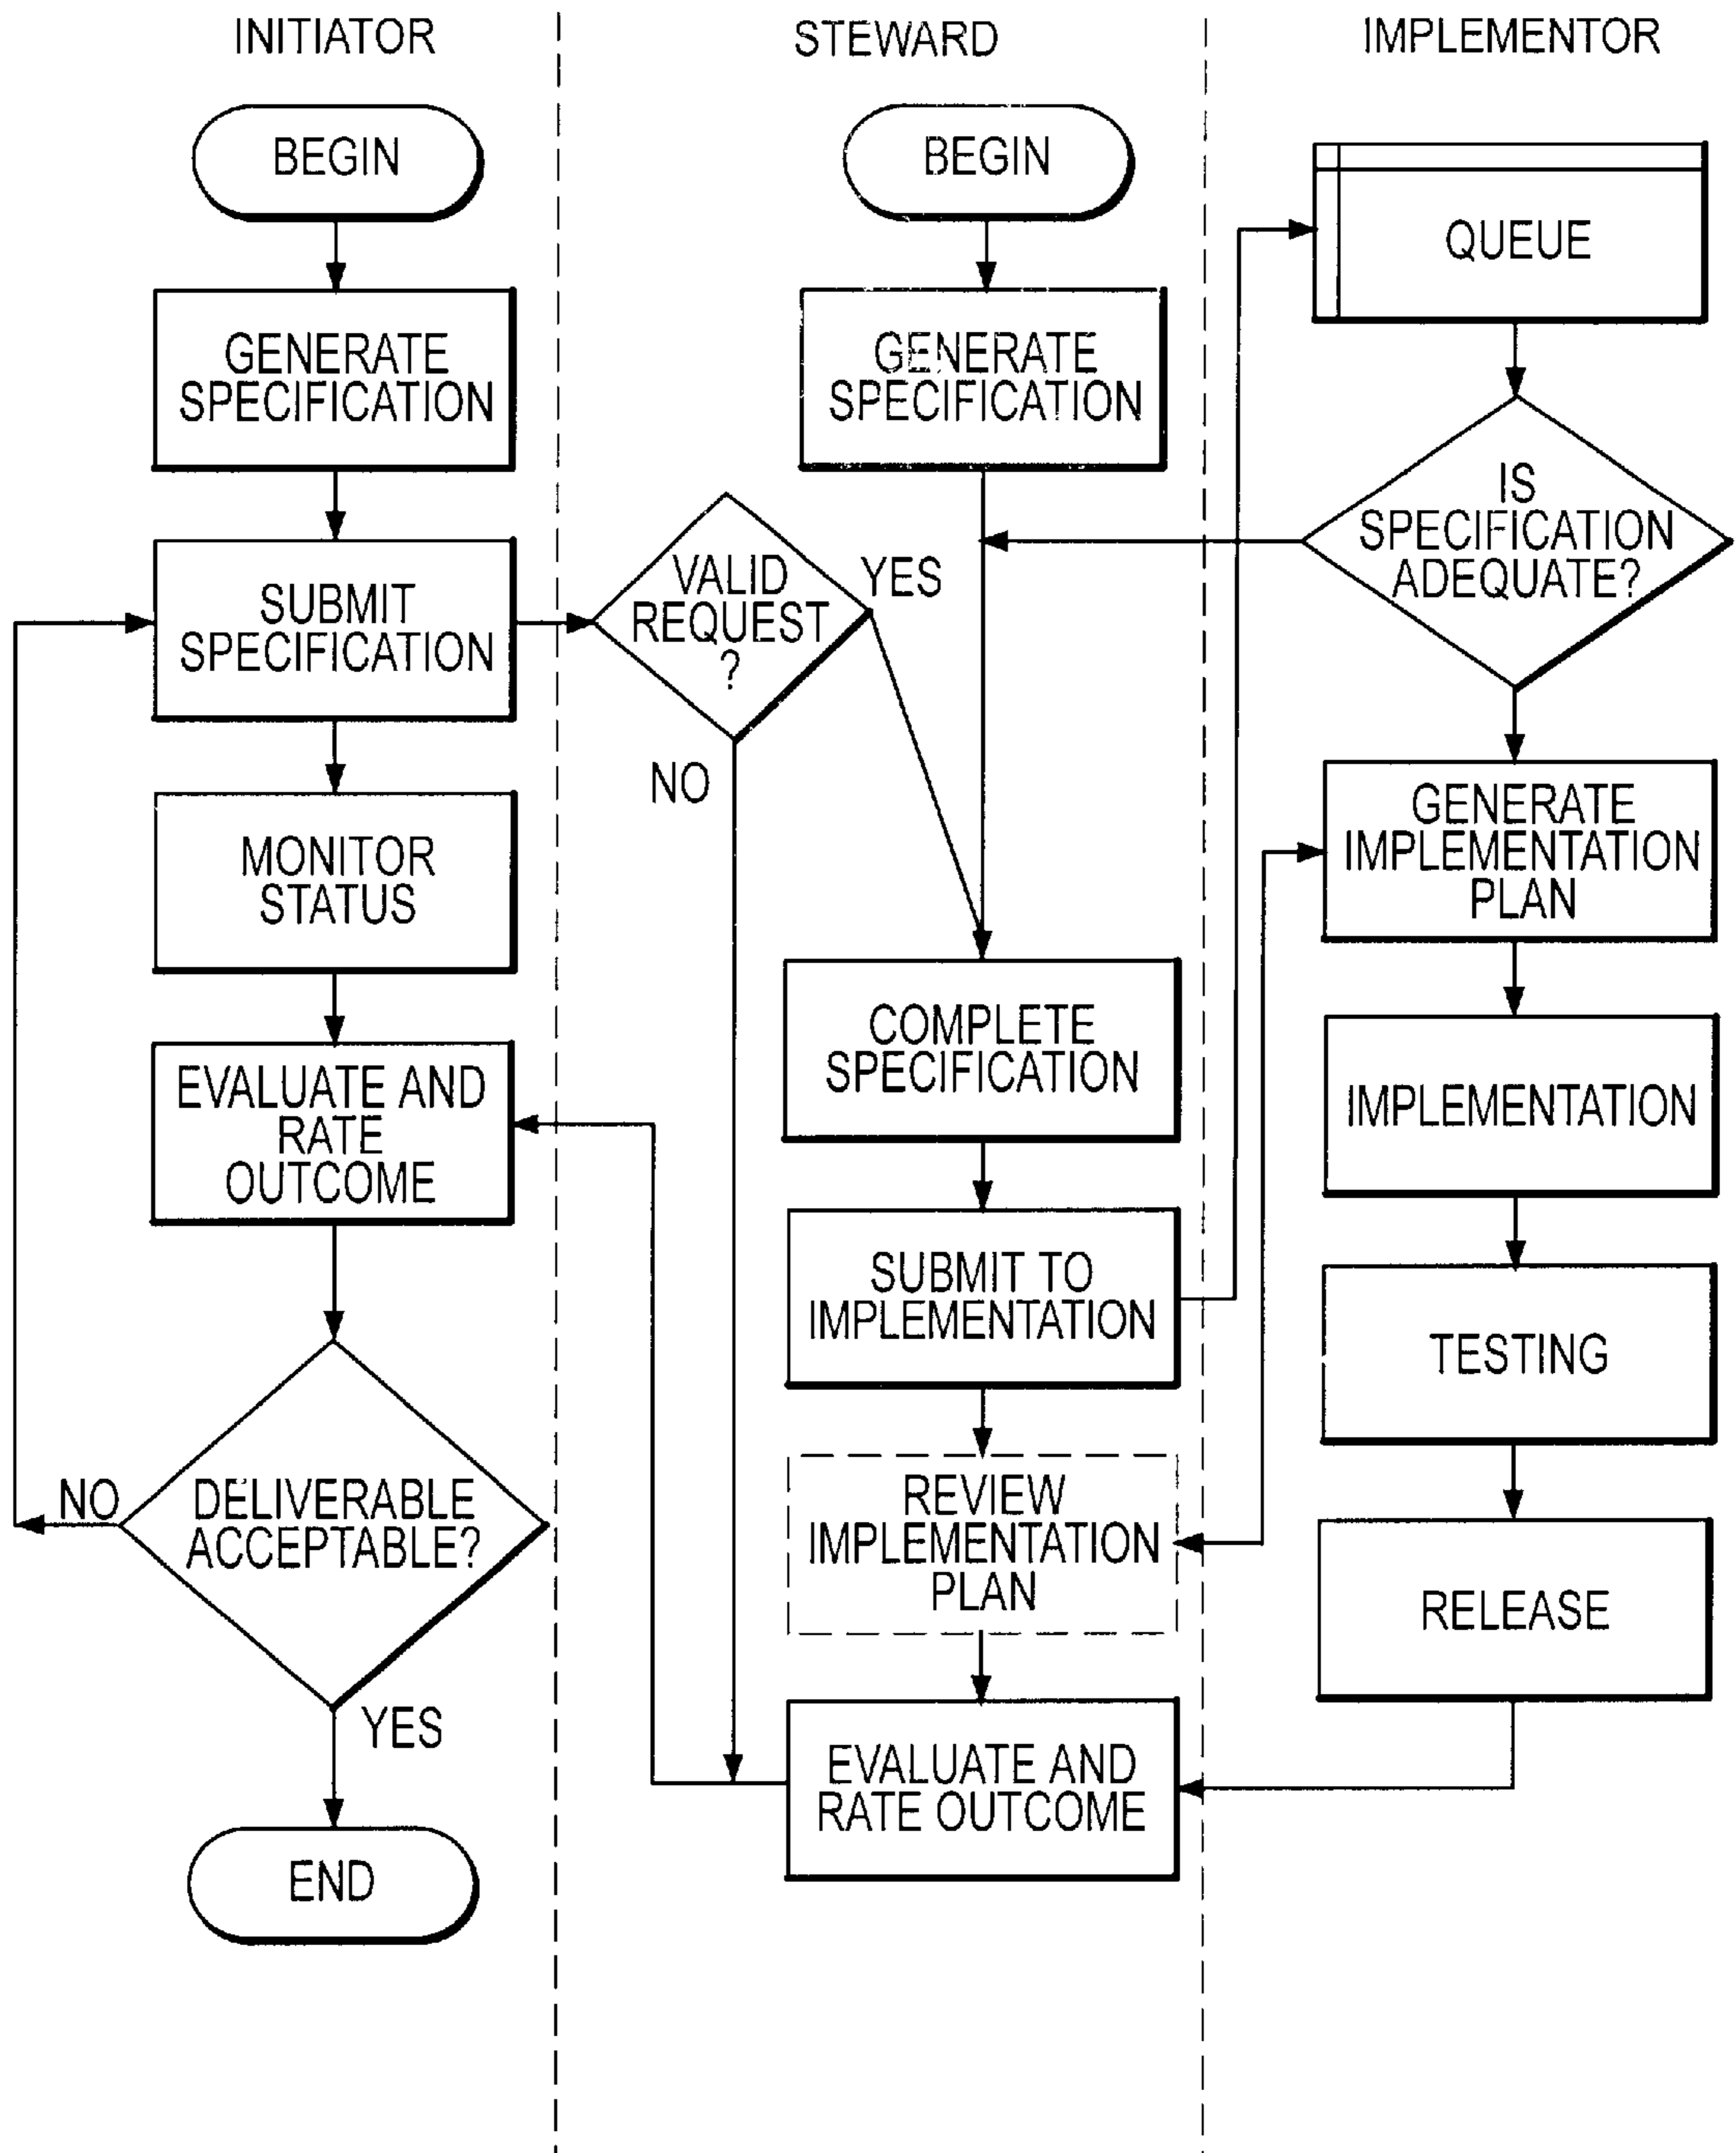 INITIATOR
STEWARD
IMPLEMENTOR
BEGIN
GENERATE
SPECIFICATION
SUBMIT
SPECIFICATION
MONITOR
STATUS
EVALUATE AND
RATE
OUTCOME
DELIVERABLE
ACCEPTABLE?
NO
YES
END
BEGIN
GENERATE
SPECIFICATION
VALID
REQUEST
?
YES
NO
COMPLETE
SPECIFICATION
SUBMIT TO
IMPLEMENTATION
REVIEW
IMPLEMENTATION
PLAN
EVALUATE AND
RATE OUTCOME
QUEUE
IS
SPECIFICATION
ADEQUATE?
GENERATE
IMPLEMENTATION
PLAN
IMPLEMENTATION
TESTING
RELEASE